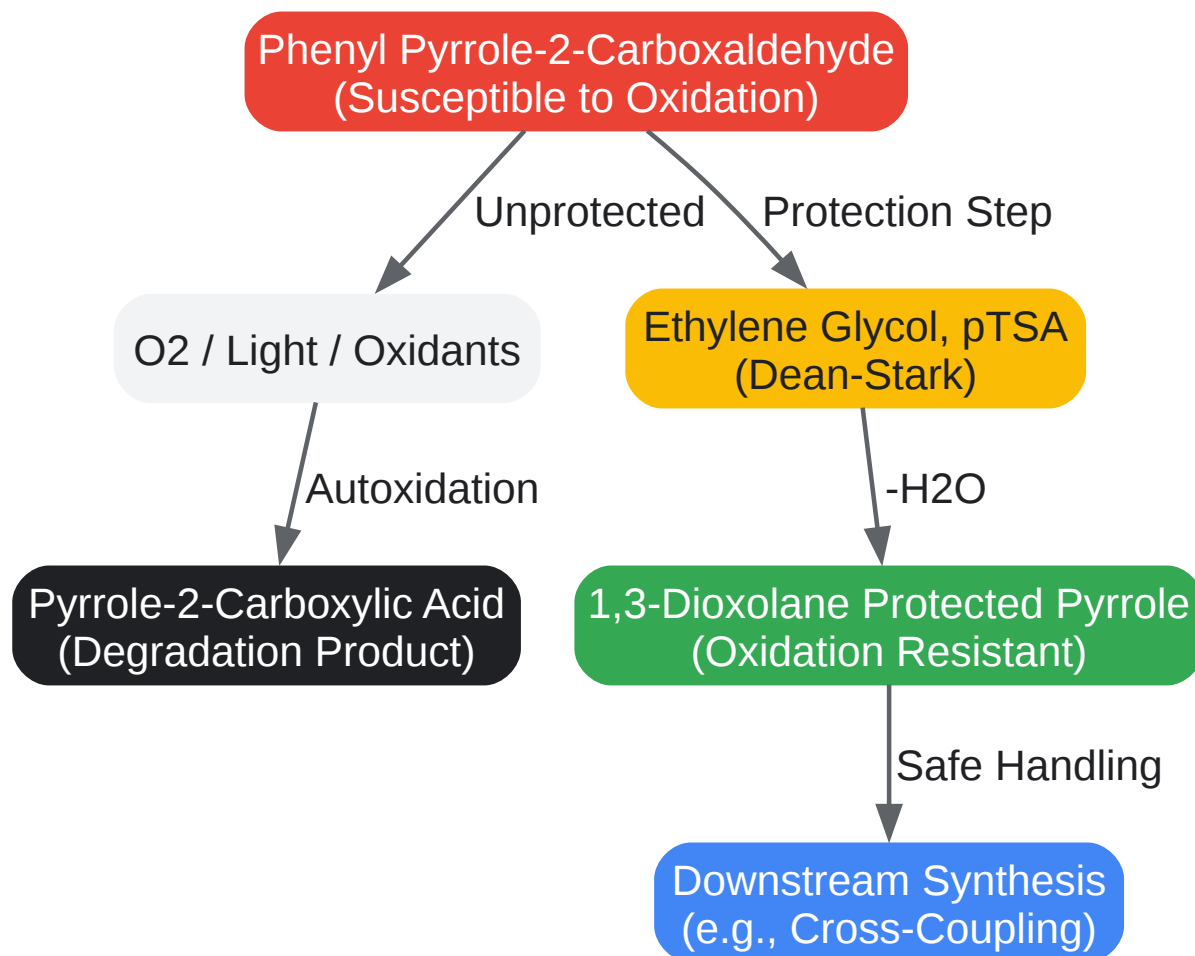 Phenyl Pyrrole-2-Carboxaldehyde
(Susceptible to Oxidation)
Unprotected
Protection Step
O2 / Light / Oxidants
Ethylene Glycol, pTSA
(Dean-Stark)
Autoxidation
-H2O
Pyrrole-2-Carboxylic Acid
(Degradation Product)
1,3-Dioxolane Protected Pyrrole
(Oxidation Resistant)
Safe Handling
Downstream Synthesis
(e.g., Cross-Coupling)